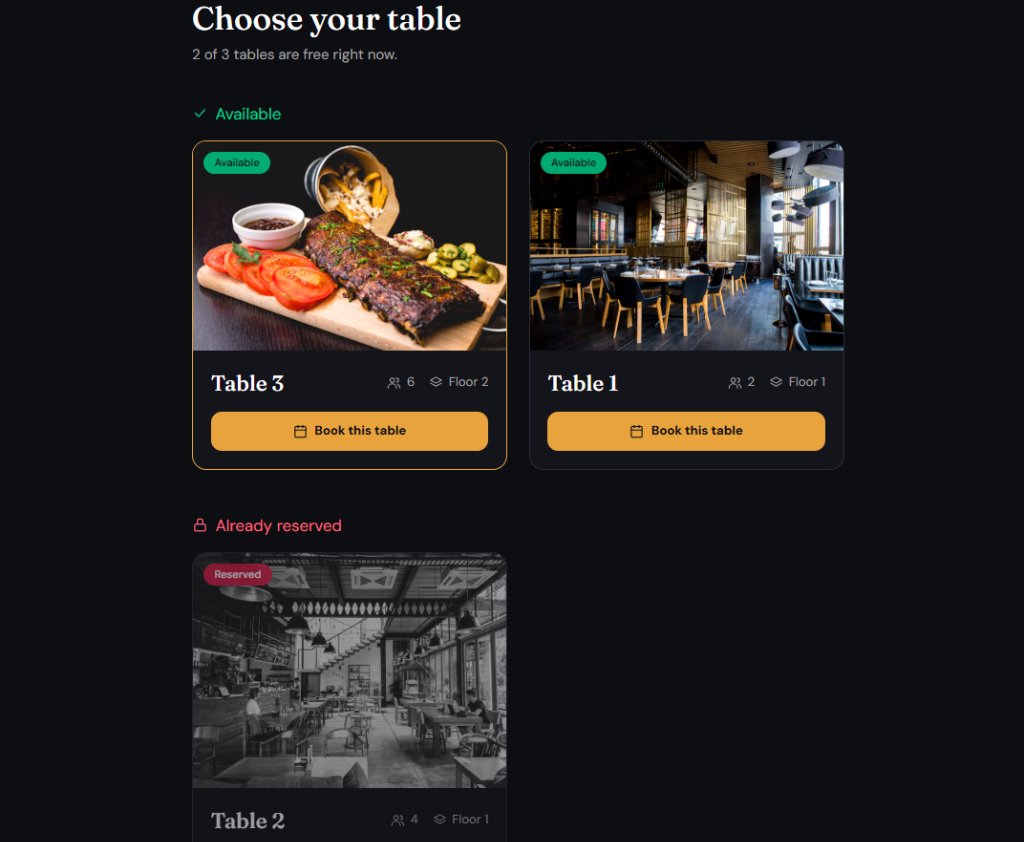 Choose your table
2 of 3 tables are free right now.
Available
Available
Available
Table 3
6
Floor 2
Table 1
2
Floor 1
Book this table
Book this table
Already reserved
Reserved
Table 2
4
Floor 1